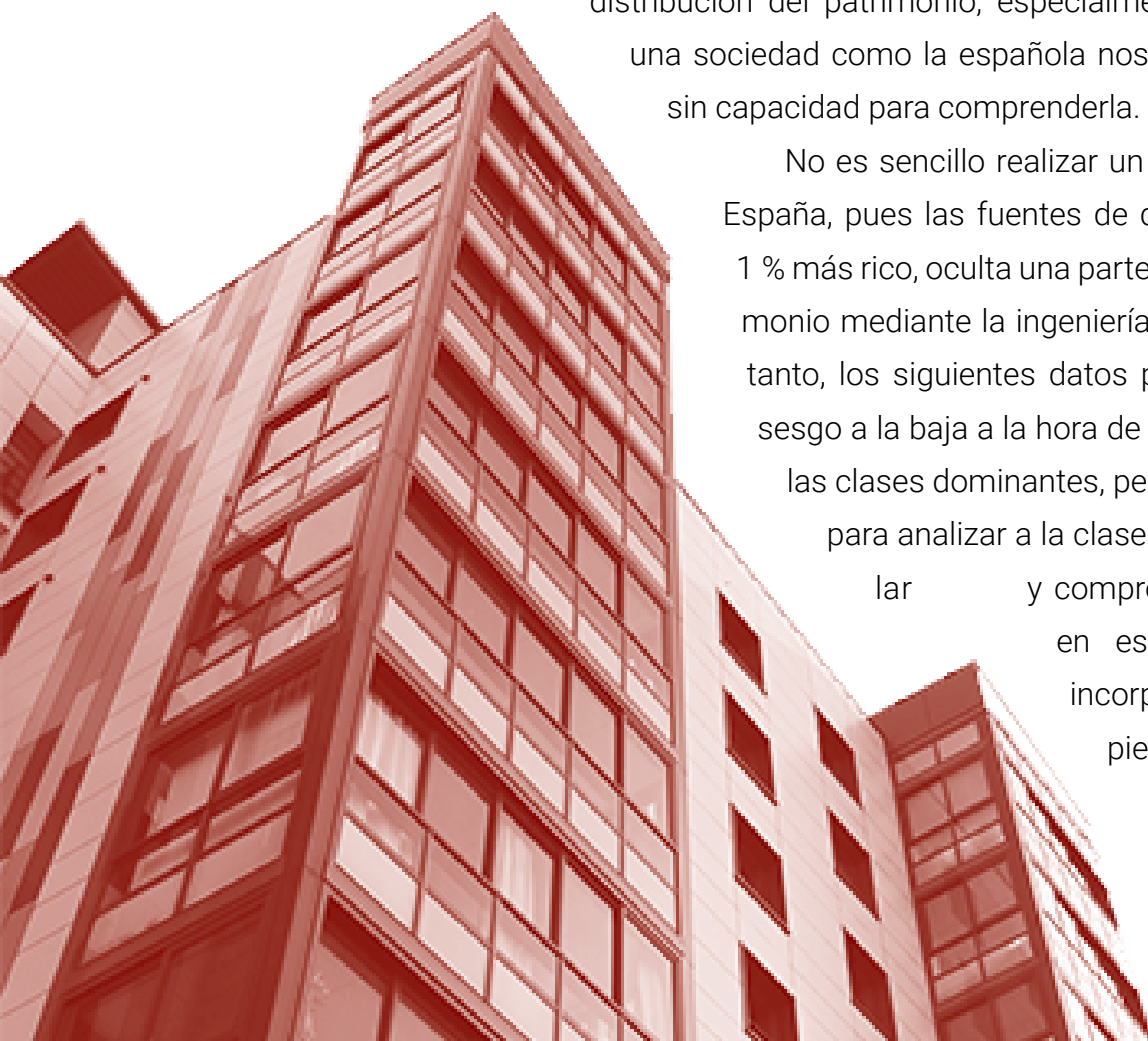 distribución del patrimonio, especialme
una sociedad como la española nos
sin capacidad para comprenderla.
No es sencillo realizar un
España, pues las fuentes de
1 % más rico, oculta una parte
monio mediante la ingeniería
tanto, los siguientes datos p
sesgo a la baja a la hora de
las clases dominantes, pe
para analizar a la clase
lar y compre
en es
incorp
pie